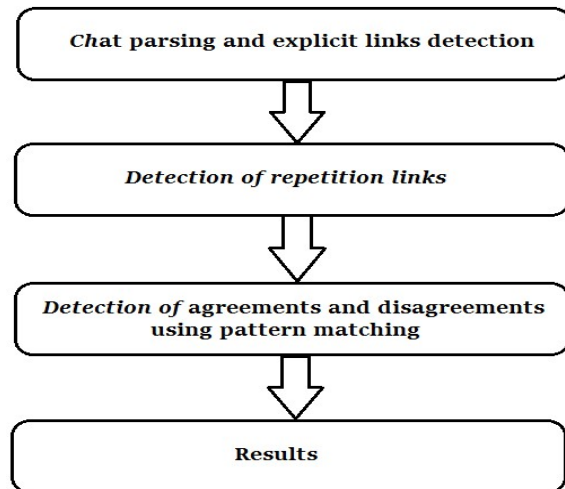 Chat parsing and explicit links detection
Detection of repetition links
Detection of agreements and disagreements
using pattern matching
Results